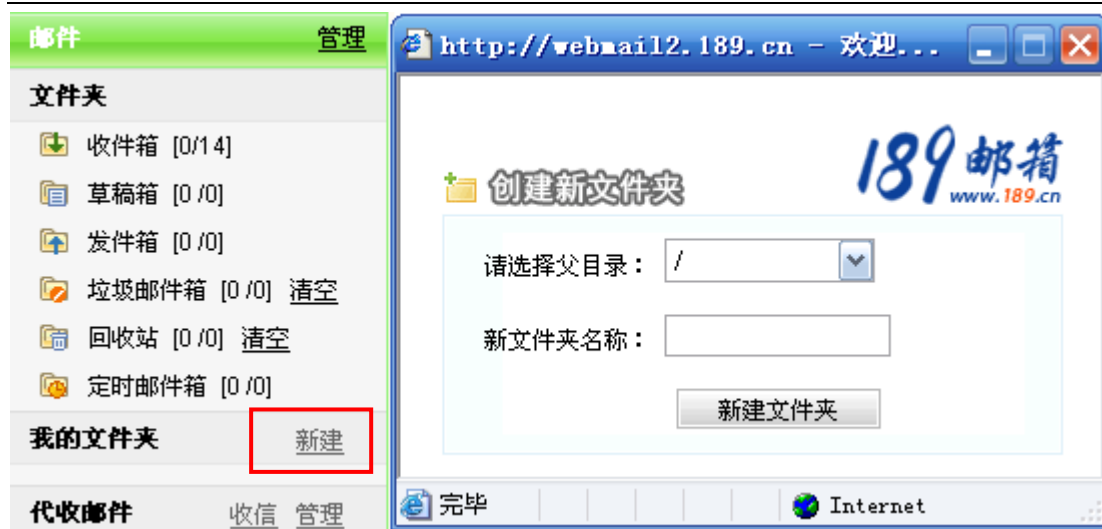 邮件 管理
文件夹
收件箱 [0/14]
草稿箱 [0 /0]
发件箱 [0 /0]
垃圾邮件箱 [0 /0] 清空
回收站 [0 /0] 清空
定时邮件箱 [0 /0]
我的文件夹 新建
代收邮件 收信 管理
http://webmail2.189.cn - 欢迎...
189邮箱
www.189.cn
创建新文件夹
请选择父目录： /
新文件夹名称：
新建文件夹
完毕 Internet